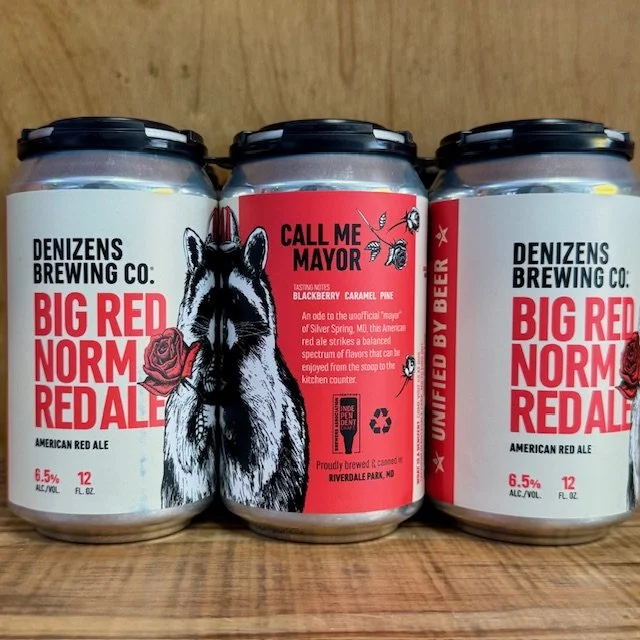 DENIZENS
BREWING CO.
BIG RED
NORM
RED ALE
AMERICAN RED ALE
6.5%
ALC./VOL.
12
FL. OZ.
CALL ME
MAYOR
TASTING NOTES
BLACKBERRY CARAMEL PINE
An ode to the unofficial "mayor"
of Silver Spring, MD, this American
red ale strikes a balanced
spectrum of flavors that can be
enjoyed from the stoop to the
kitchen counter.
INDE
PEN
DENT
Proudly brewed & canned in
RIVERDALE PARK, MD
UNIFIED BY BEER
DENIZENS
BREWING CO.
BIG RED
NORM
RED ALE
AMERICAN RED ALE
6.5%
ALC./VOL.
12
FL. OZ.